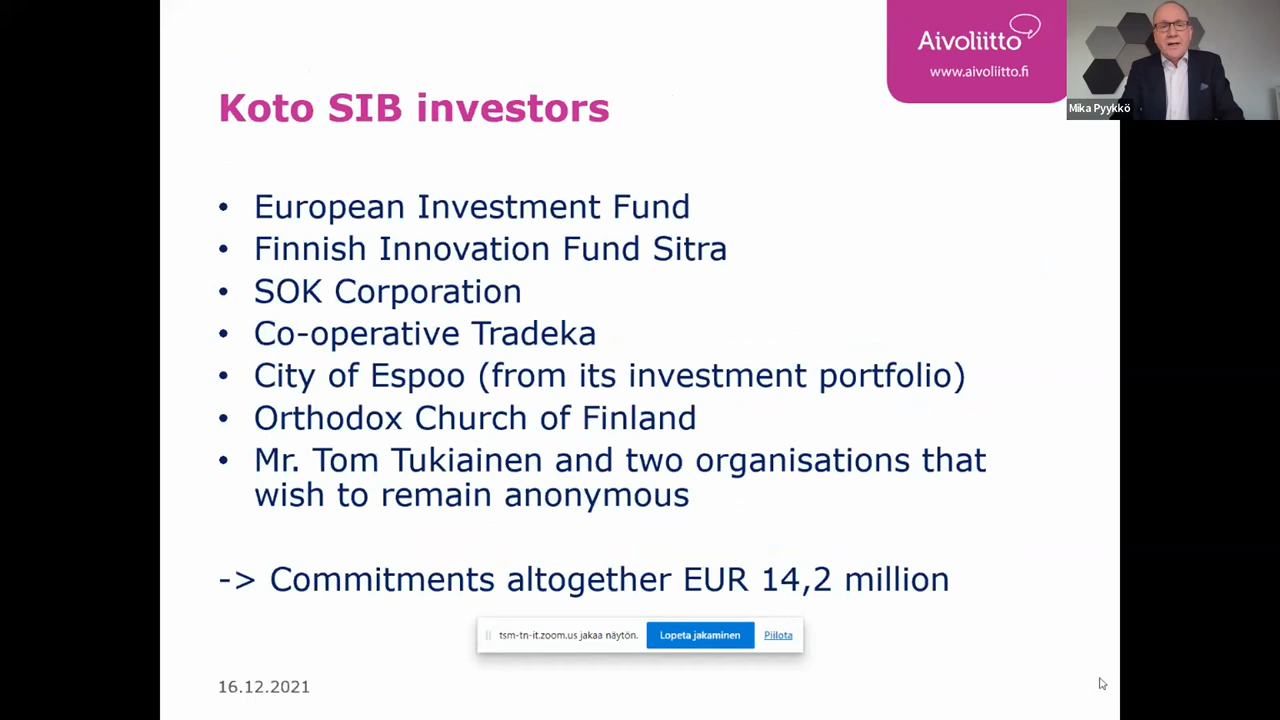 Aivoliitto
www.aivoliitto.fi
Mika Pyykkö
Koto SIB investors
• European Investment Fund
• Finnish Innovation Fund Sitra
• SOK Corporation
• Co-operative Tradeka
• City of Espoo (from its investment portfolio)
• Orthodox Church of Finland
• Mr. Tom Tukiainen and two organisations that
wish to remain anonymous
-> Commitments altogether EUR 14,2 million
tsm-tn-it.zoom.us jakaa näytön. Lopeta jakaminen Piilota
16.12.2021